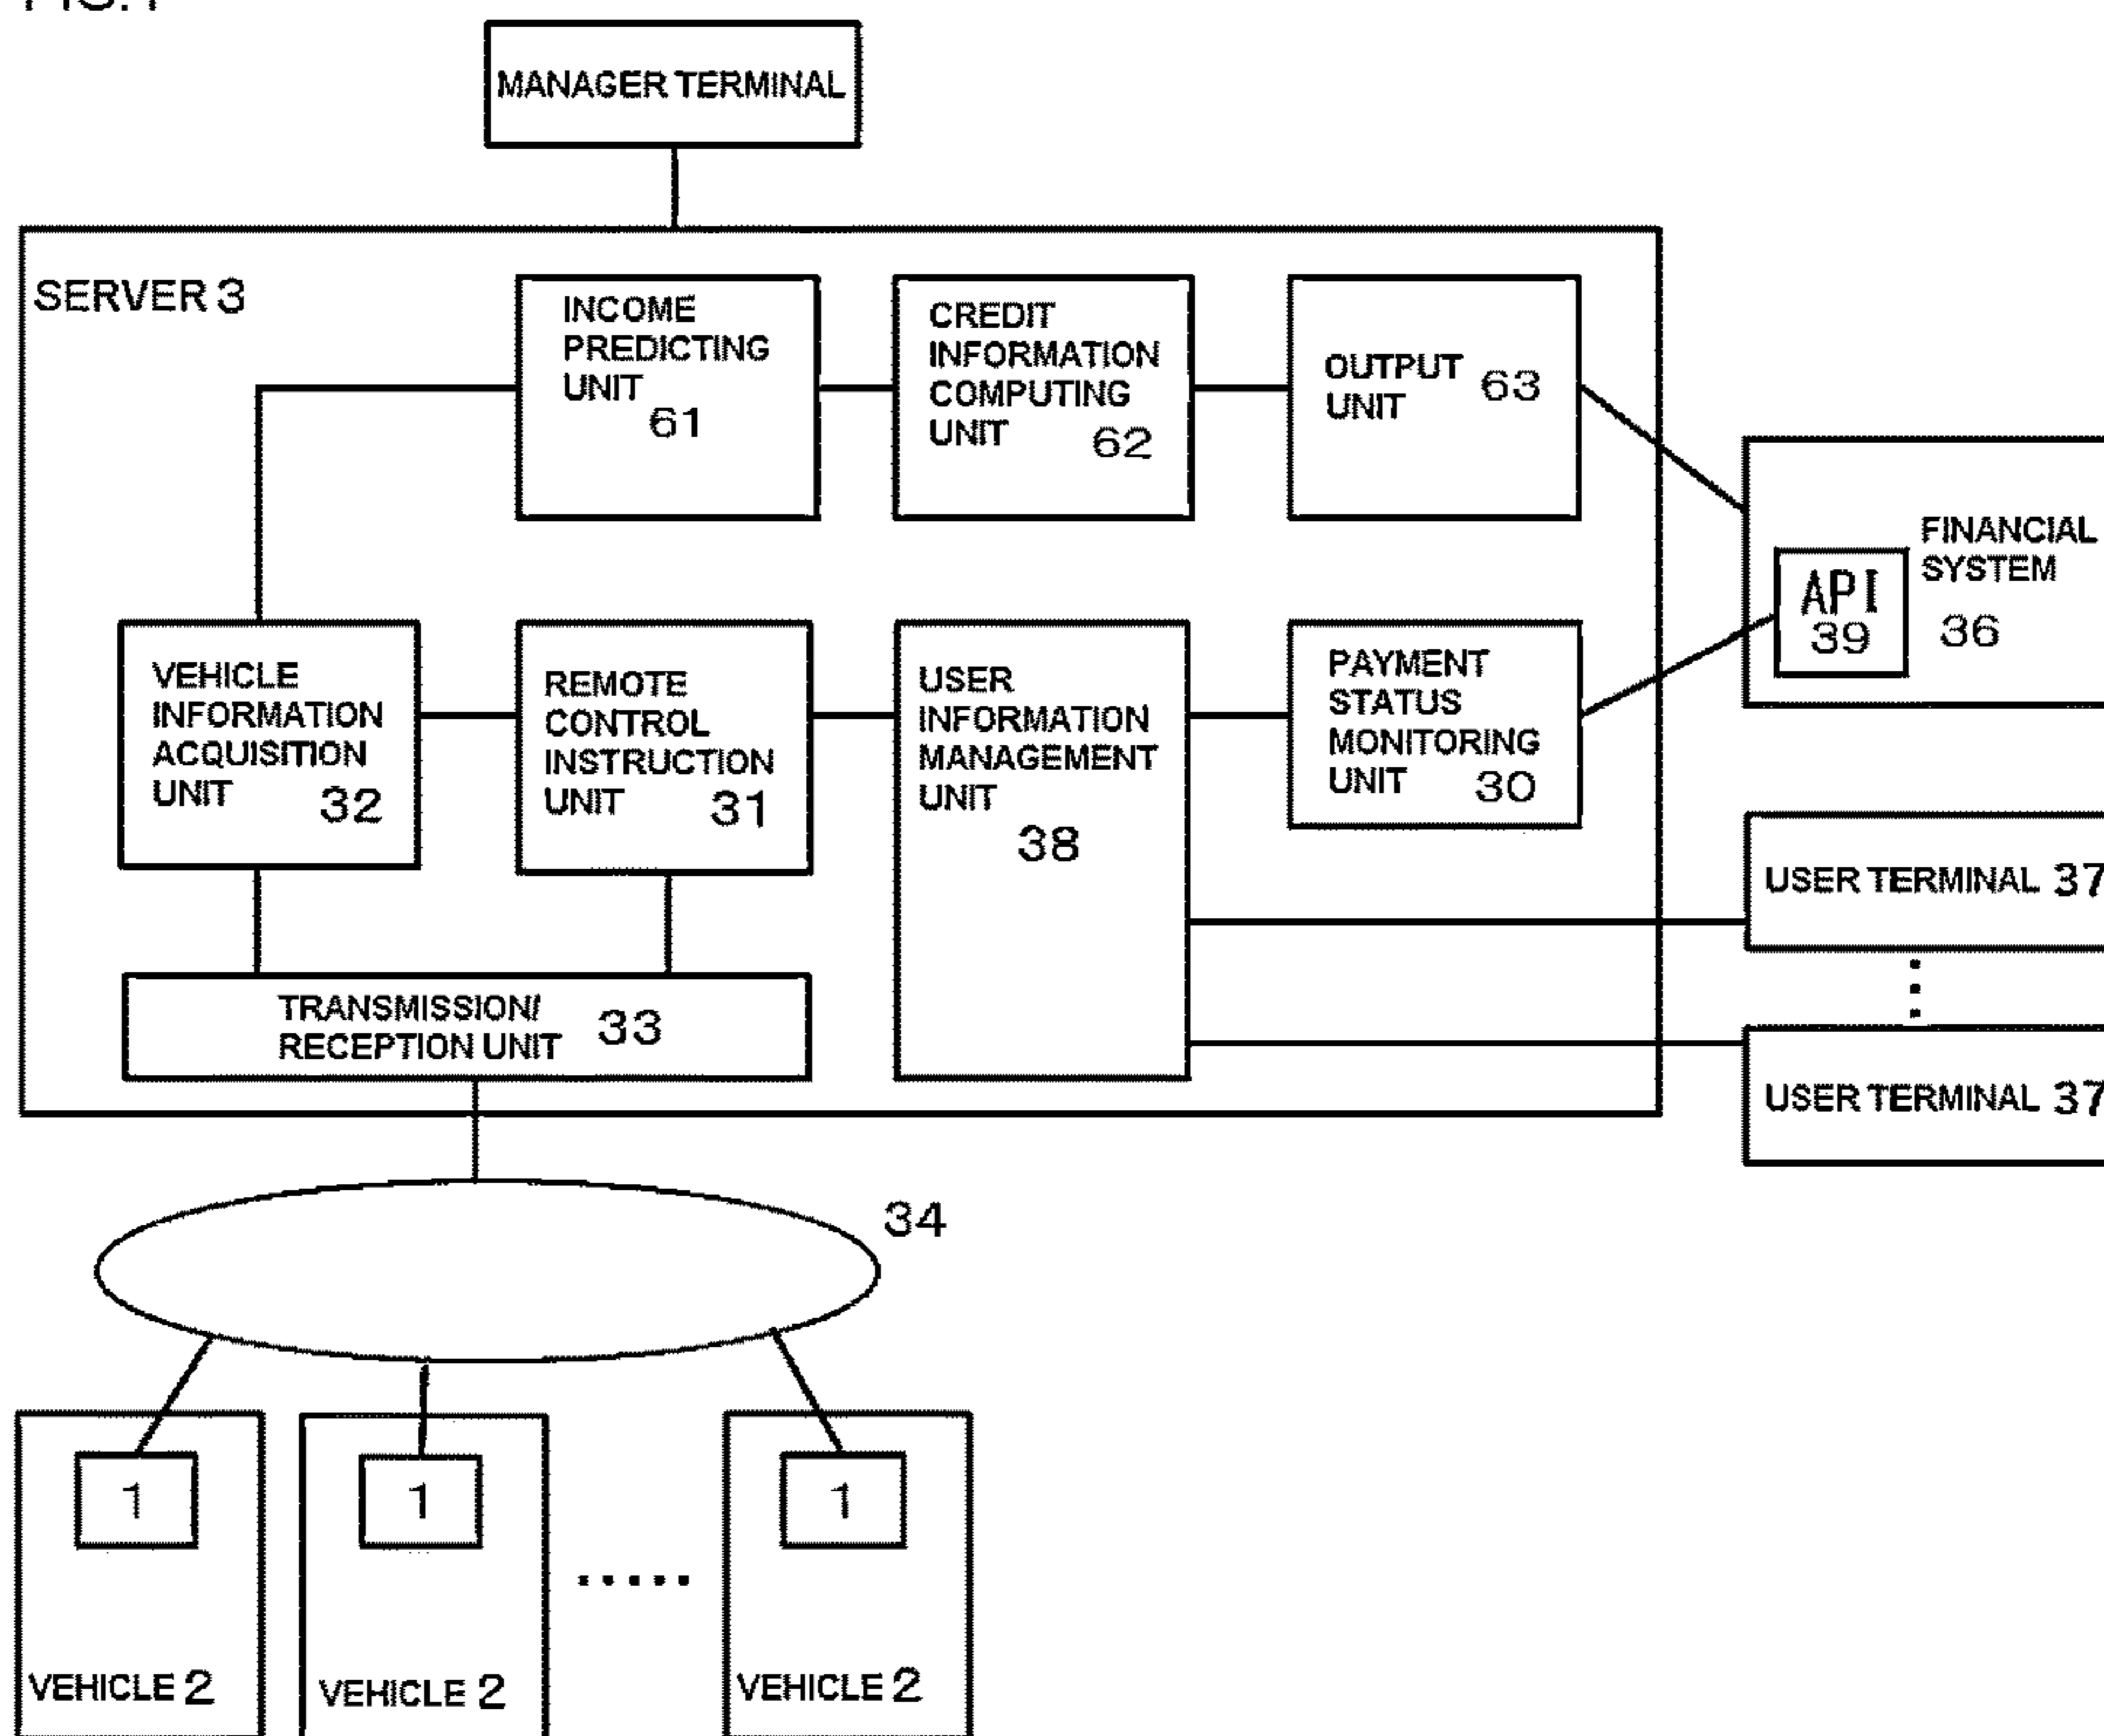 FIG.1
MANAGER TERMINAL
SERVER 3
INCOME
PREDICTING
UNIT
61
CREDIT
INFORMATION
COMPUTING
UNIT 62
OUTPUT
UNIT
63
FINANCIAL
SYSTEM
36
API
39
VEHICLE
INFORMATION
ACQUISITION
UNIT 32
REMOTE
CONTROL
INSTRUCTION
UNIT 31
USER
INFORMATION
MANAGEMENT
UNIT
38
PAYMENT
STATUS
MONITORING
UNIT 30
USER TERMINAL 37
USER TERMINAL 37
TRANSMISSION/
RECEPTION UNIT 33
34
1
1
1
VEHICLE 2
VEHICLE 2
VEHICLE 2